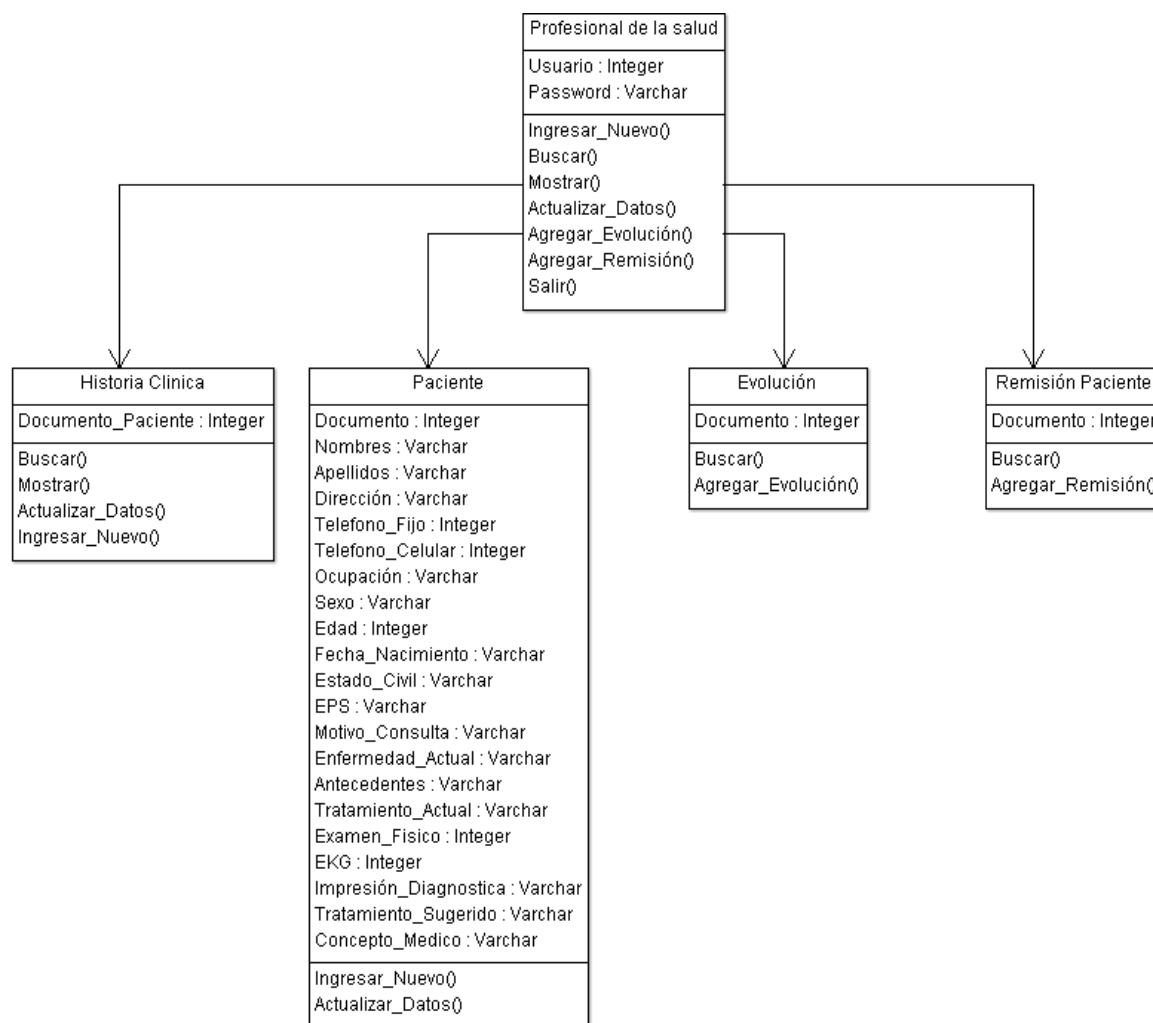 Profesional de la salud
Usuario : Integer
Password : Varchar
Ingresar_Nuevo()
Buscar()
Mostrar()
Actualizar_Datos()
Agregar_Evolución()
Agregar_Remisión()
Salir()
Historia Clinica
Documento_Paciente : Integer
Buscar()
Mostrar()
Actualizar_Datos()
Ingresar_Nuevo()
Paciente
Documento : Integer
Nombres : Varchar
Apellidos : Varchar
Dirección : Varchar
Telefono_Fijo : Integer
Telefono_Celular : Integer
Ocupación : Varchar
Sexo : Varchar
Edad : Integer
Fecha_Nacimiento : Varchar
Estado_Civil : Varchar
EPS : Varchar
Motivo_Consulta : Varchar
Enfermedad_Actual : Varchar
Antecedentes : Varchar
Tratamiento_Actual : Varchar
Examen_Fisico : Integer
EKG : Integer
Impresión_Diagnostica : Varchar
Tratamiento_Sugerido : Varchar
Concepto_Medico : Varchar
Ingresar_Nuevo()
Actualizar_Datos()
Evolución
Documento : Integer
Buscar()
Agregar_Evolución()
Remisión Paciente
Documento : Integer
Buscar()
Agregar_Remisión()